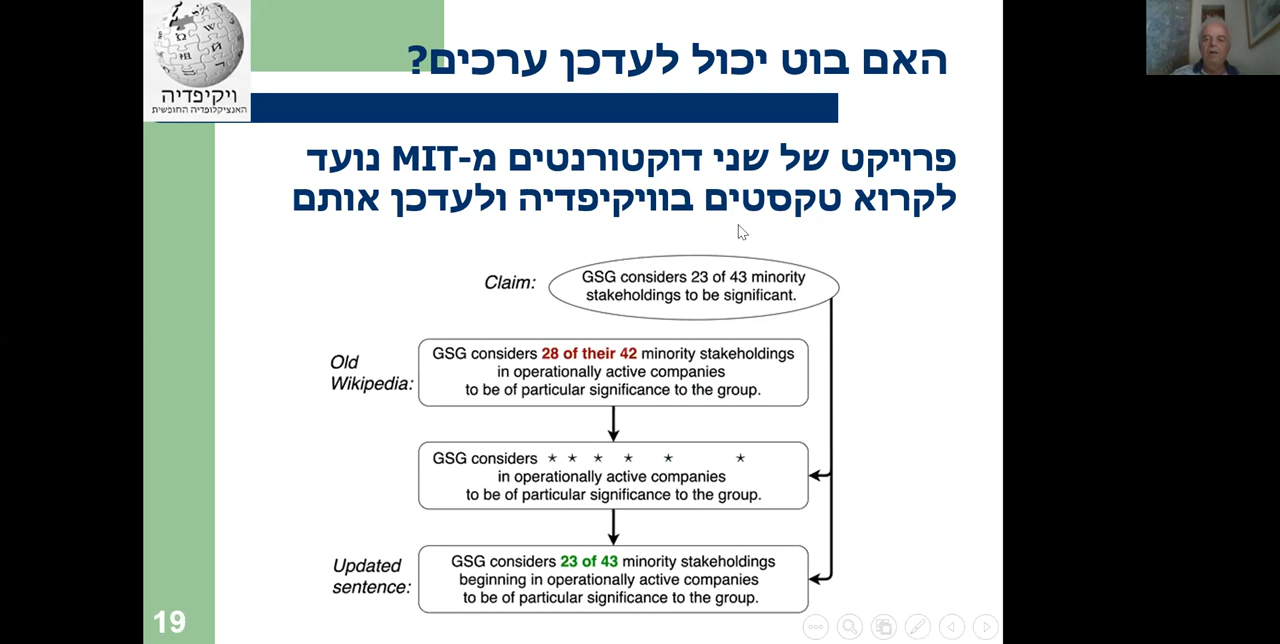 ויקיפדיה
האנציקלופדיה החופשית
האם בוט יכול לעדכן ערכים?
פרויקט של שני דוקטורנטים מ-MIT נועד
לקרוא טקסטים בוויקיפדיה ולעדכן אותם
Claim:
GSG considers 23 of 43 minority
stakeholdings to be significant.
Old
Wikipedia:
GSG considers 28 of their 42 minority stakeholdings
in operationally active companies
to be of particular significance to the group.
GSG considers * * * * * *
in operationally active companies
to be of particular significance to the group.
Updated
sentence:
GSG considers 23 of 43 minority stakeholdings
beginning in operationally active companies
to be of particular significance to the group.
19